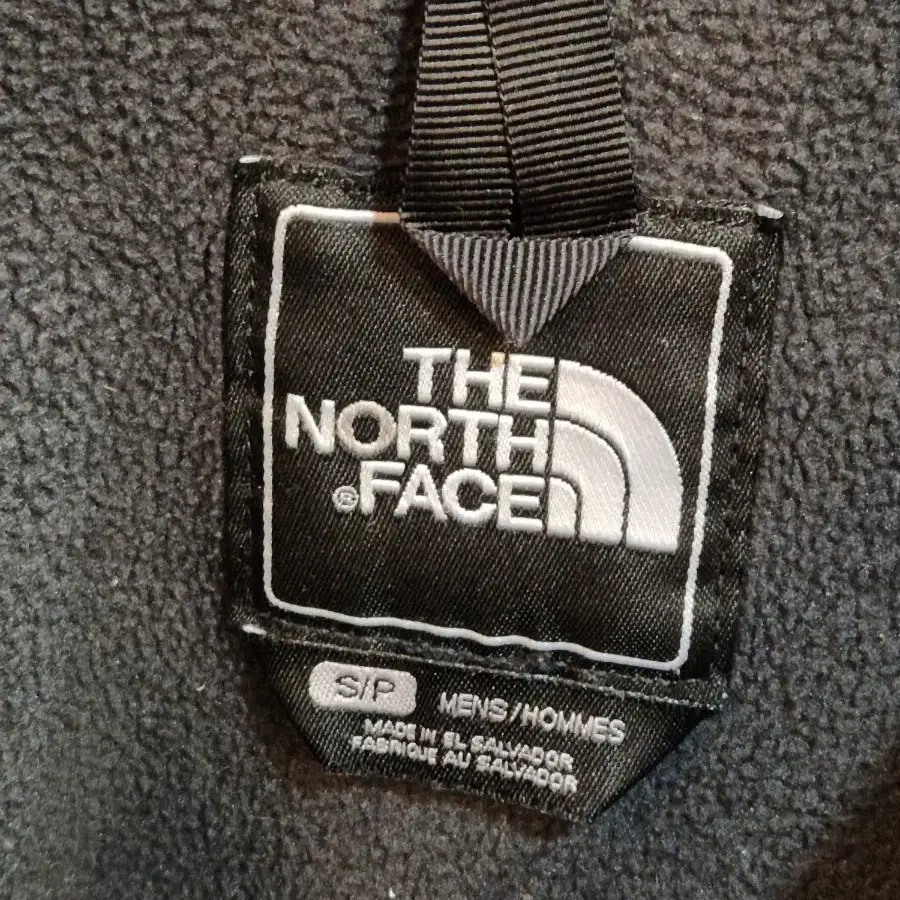 THE
NORTH
®FACE
S/P MENS/HOMMES
MADE IN EL SALVADOR
FABRIQUE AU SALVADOR